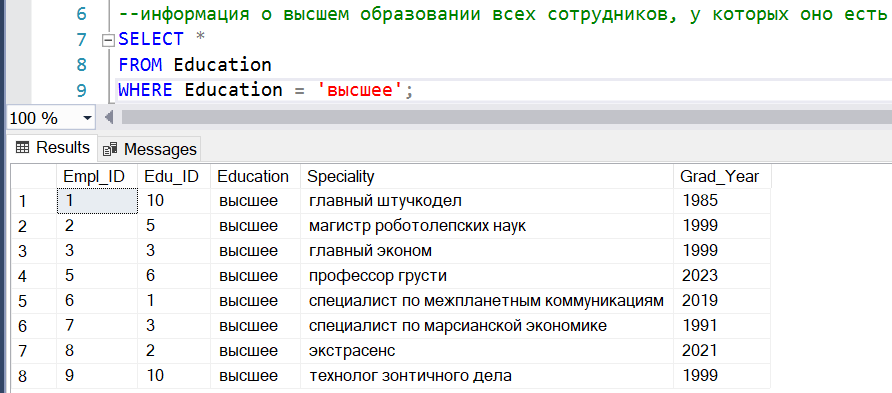 6 --информация о высшем образовании всех сотрудников, у которых оно есть
7 SELECT *
8 FROM Education
9 WHERE Education = 'высшее';
100 %
Results Messages
Empl_ID Edu_ID Education Speciality Grad_Year
1 1 10 высшее главный штучкодел 1985
2 2 5 высшее магистр роботолепских наук 1999
3 3 3 высшее главный эконом 1999
4 5 6 высшее профессор грусти 2023
5 6 1 высшее специалист по межпланетным коммуникациям 2019
6 7 3 высшее специалист по марсианской экономике 1991
7 8 2 высшее экстрасенс 2021
8 9 10 высшее технолог зонтичного дела 1999